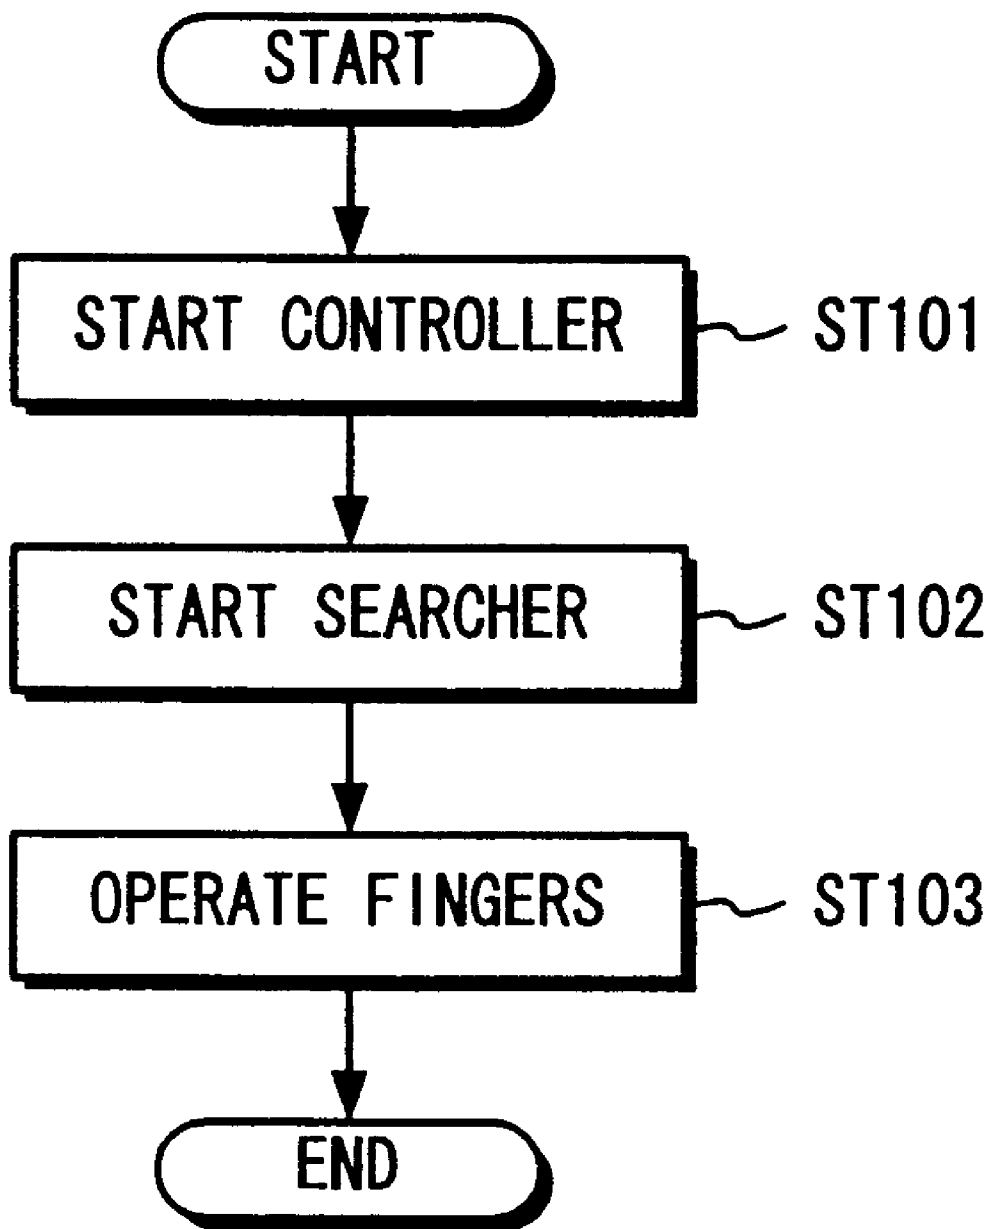 START
START CONTROLLER
ST101
START SEARCHER
ST102
OPERATE FINGERS
ST103
END